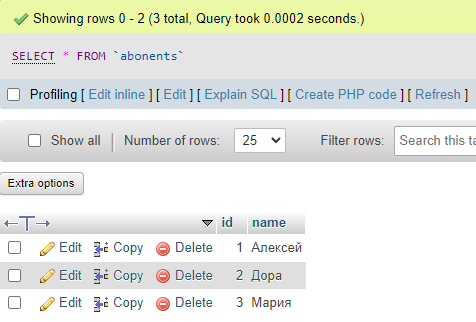 Showing rows 0 - 2 (3 total, Query took 0.0002 seconds.)
SELECT * FROM `abonents`
Profiling [ Edit inline ] [ Edit ] [ Explain SQL ] [ Create PHP code ] [ Refresh ]
Show all | Number of rows: 25 Filter rows: Search this ta
Extra options
←T→ id name
Edit Copy Delete 1 Алексей
Edit Copy Delete 2 Дора
Edit Copy Delete 3 Мария